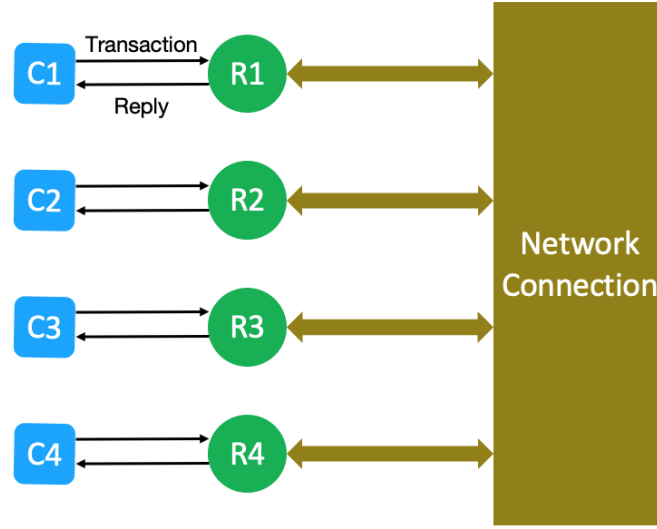 Transaction
C1
R1
Reply
C2
R2
C3
R3
C4
R4
Network
Connection